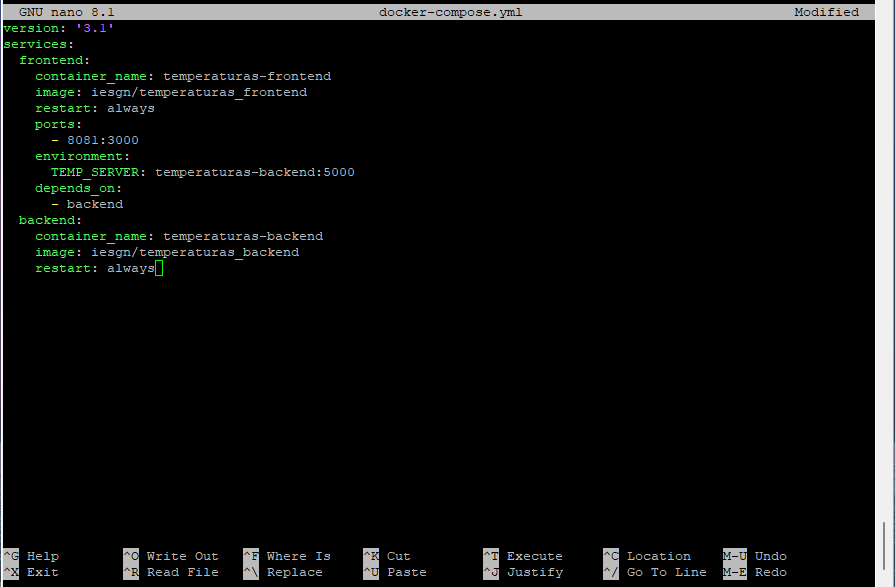 GNU nano 8.1 docker-compose.yml Modified
version: '3.1'
services:
  frontend:
    container_name: temperaturas-frontend
    image: iesgn/temperaturas_frontend
    restart: always
    ports:
      - 8081:3000
    environment:
      TEMP_SERVER: temperaturas-backend:5000
    depends_on:
      - backend
  backend:
    container_name: temperaturas-backend
    image: iesgn/temperaturas_backend
    restart: always
^G Help ^O Write Out ^F Where Is ^K Cut ^T Execute ^C Location M-U Undo
^X Exit ^R Read File ^\ Replace ^U Paste ^J Justify ^/ Go To Line M-E Redo